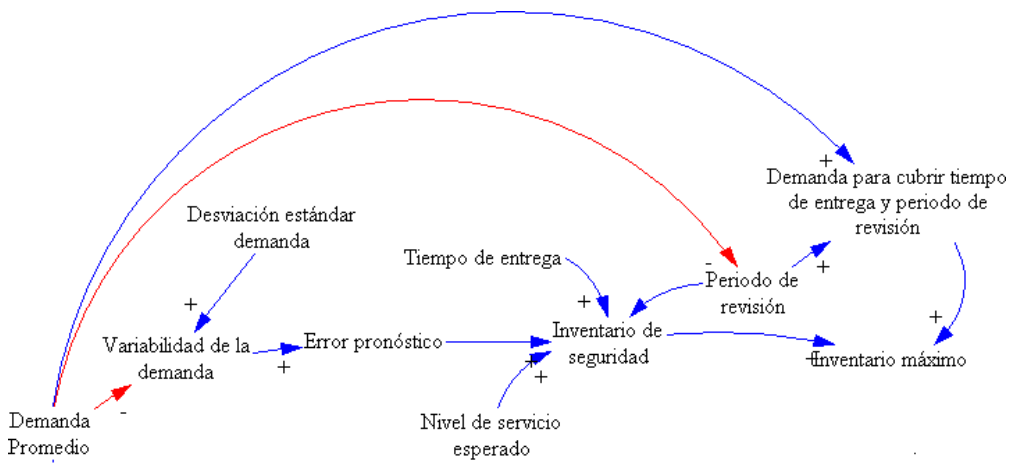 +
Demanda para cubrir tiempo
de entrega y periodo de
revisión
Desviación estándar
demanda
Tiempo de entrega
-
+
Periodo de
revisión
+
+
+
Variabilidad de la
demanda
Error pronóstico
+
Inventario de
seguridad
+
Inventario máximo
+
+
-
Demanda
Promedio
Nivel de servicio
esperado